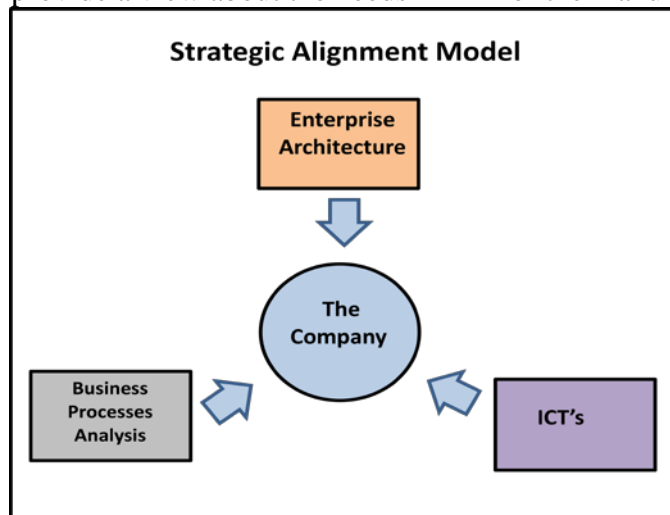 Strategic Alignment Model
Enterprise
Architecture
The
Company
Business
Processes
Analysis
ICT's